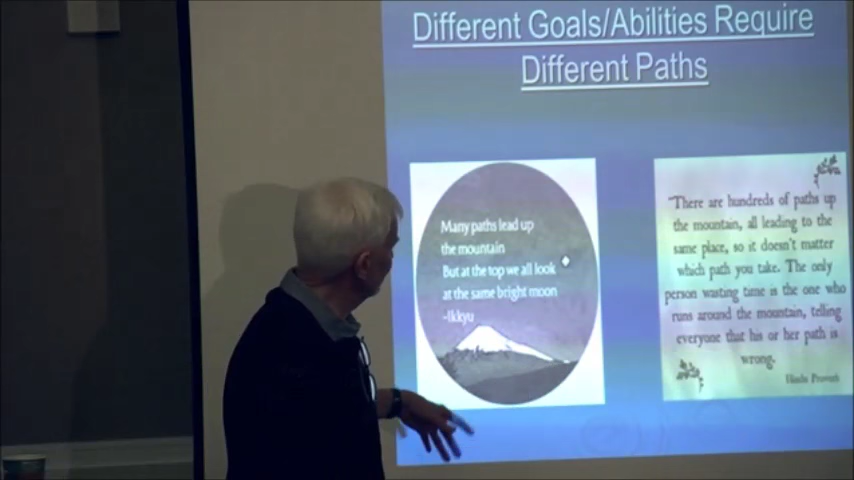 Different Goals/Abilities Require
Different Paths
Many paths lead up
the mountain
But at the top we all look
at the same bright moon
-Ikkyu
"There are hundreds of paths up
the mountain, all leading to the
same place, so it doesn't matter
which path you take. The only
person wasting time is the one who
runs around the mountain, telling
everyone that his or her path is
wrong.
Hindu Proverb